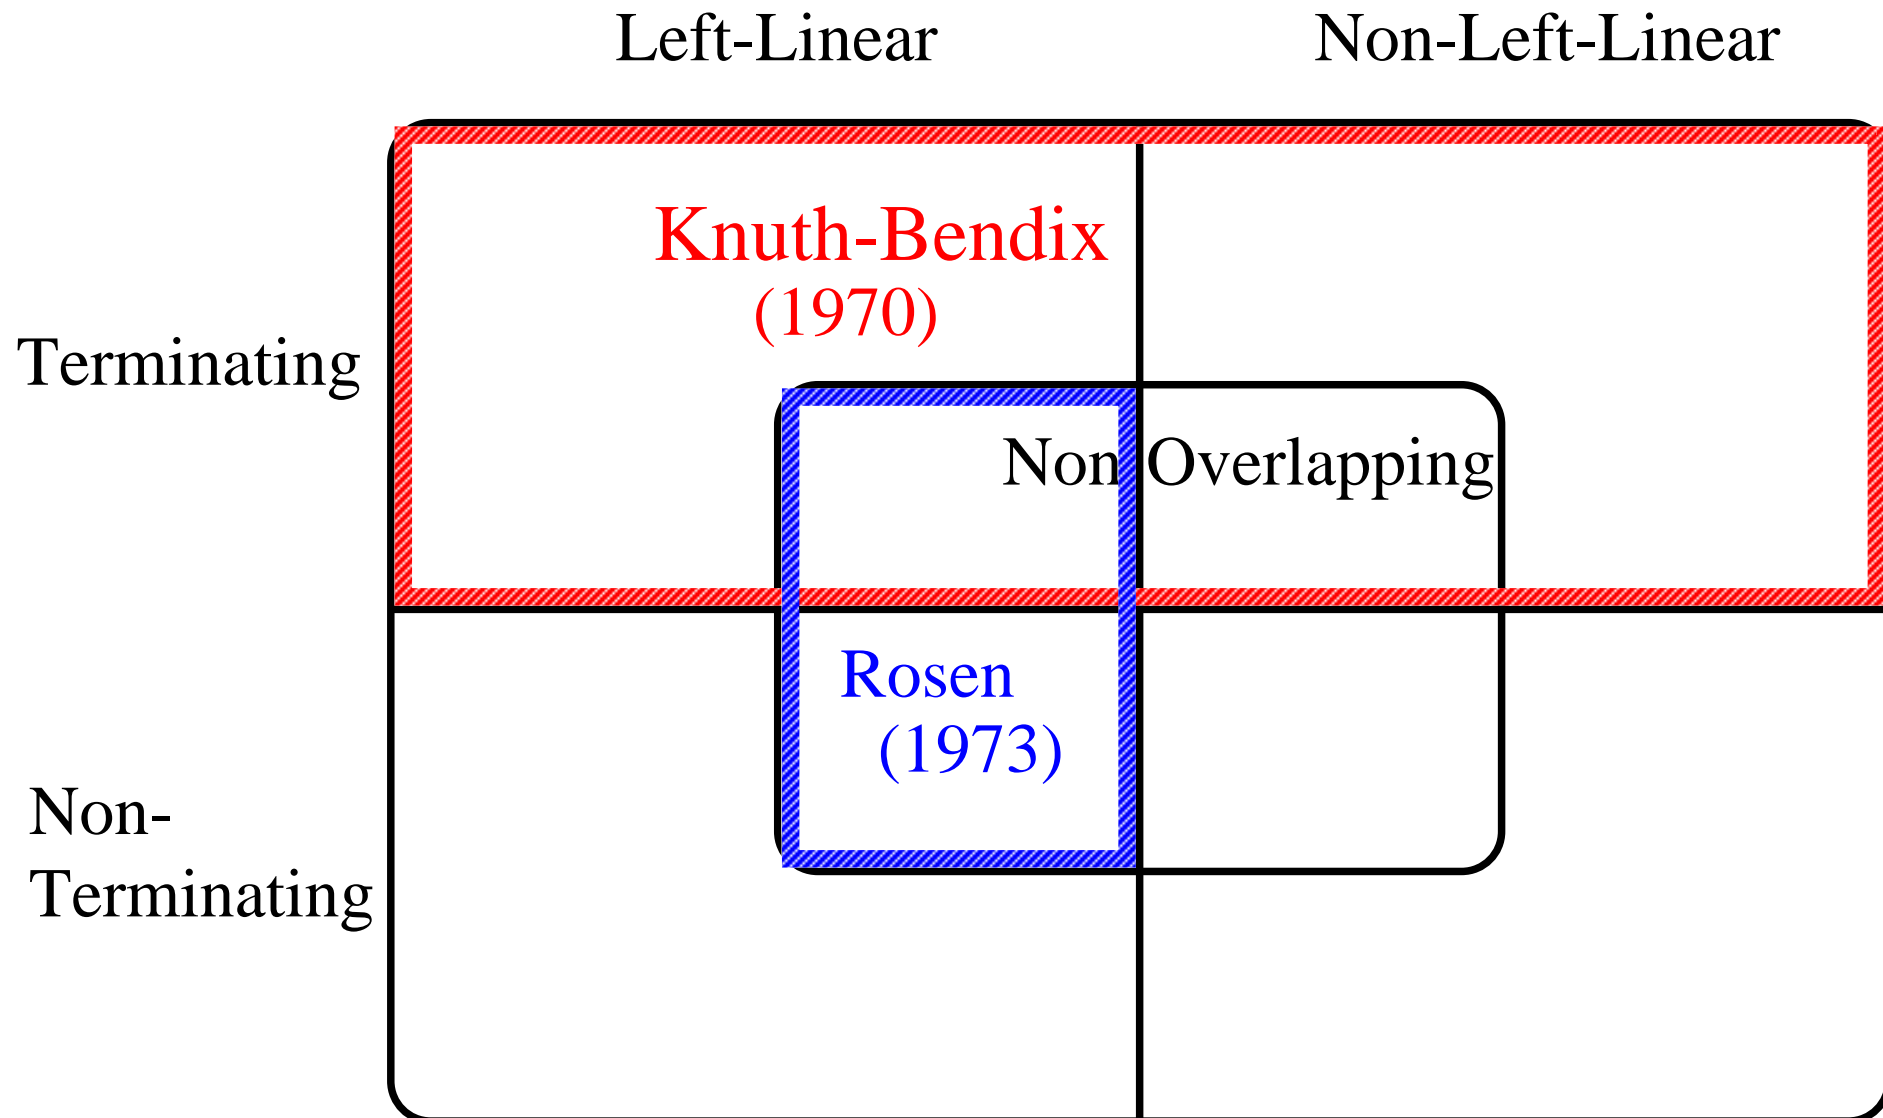 Left-Linear
Non-Left-Linear
Knuth-Bendix
(1970)
Terminating
Non Overlapping
Rosen
(1973)
Non-
Terminating